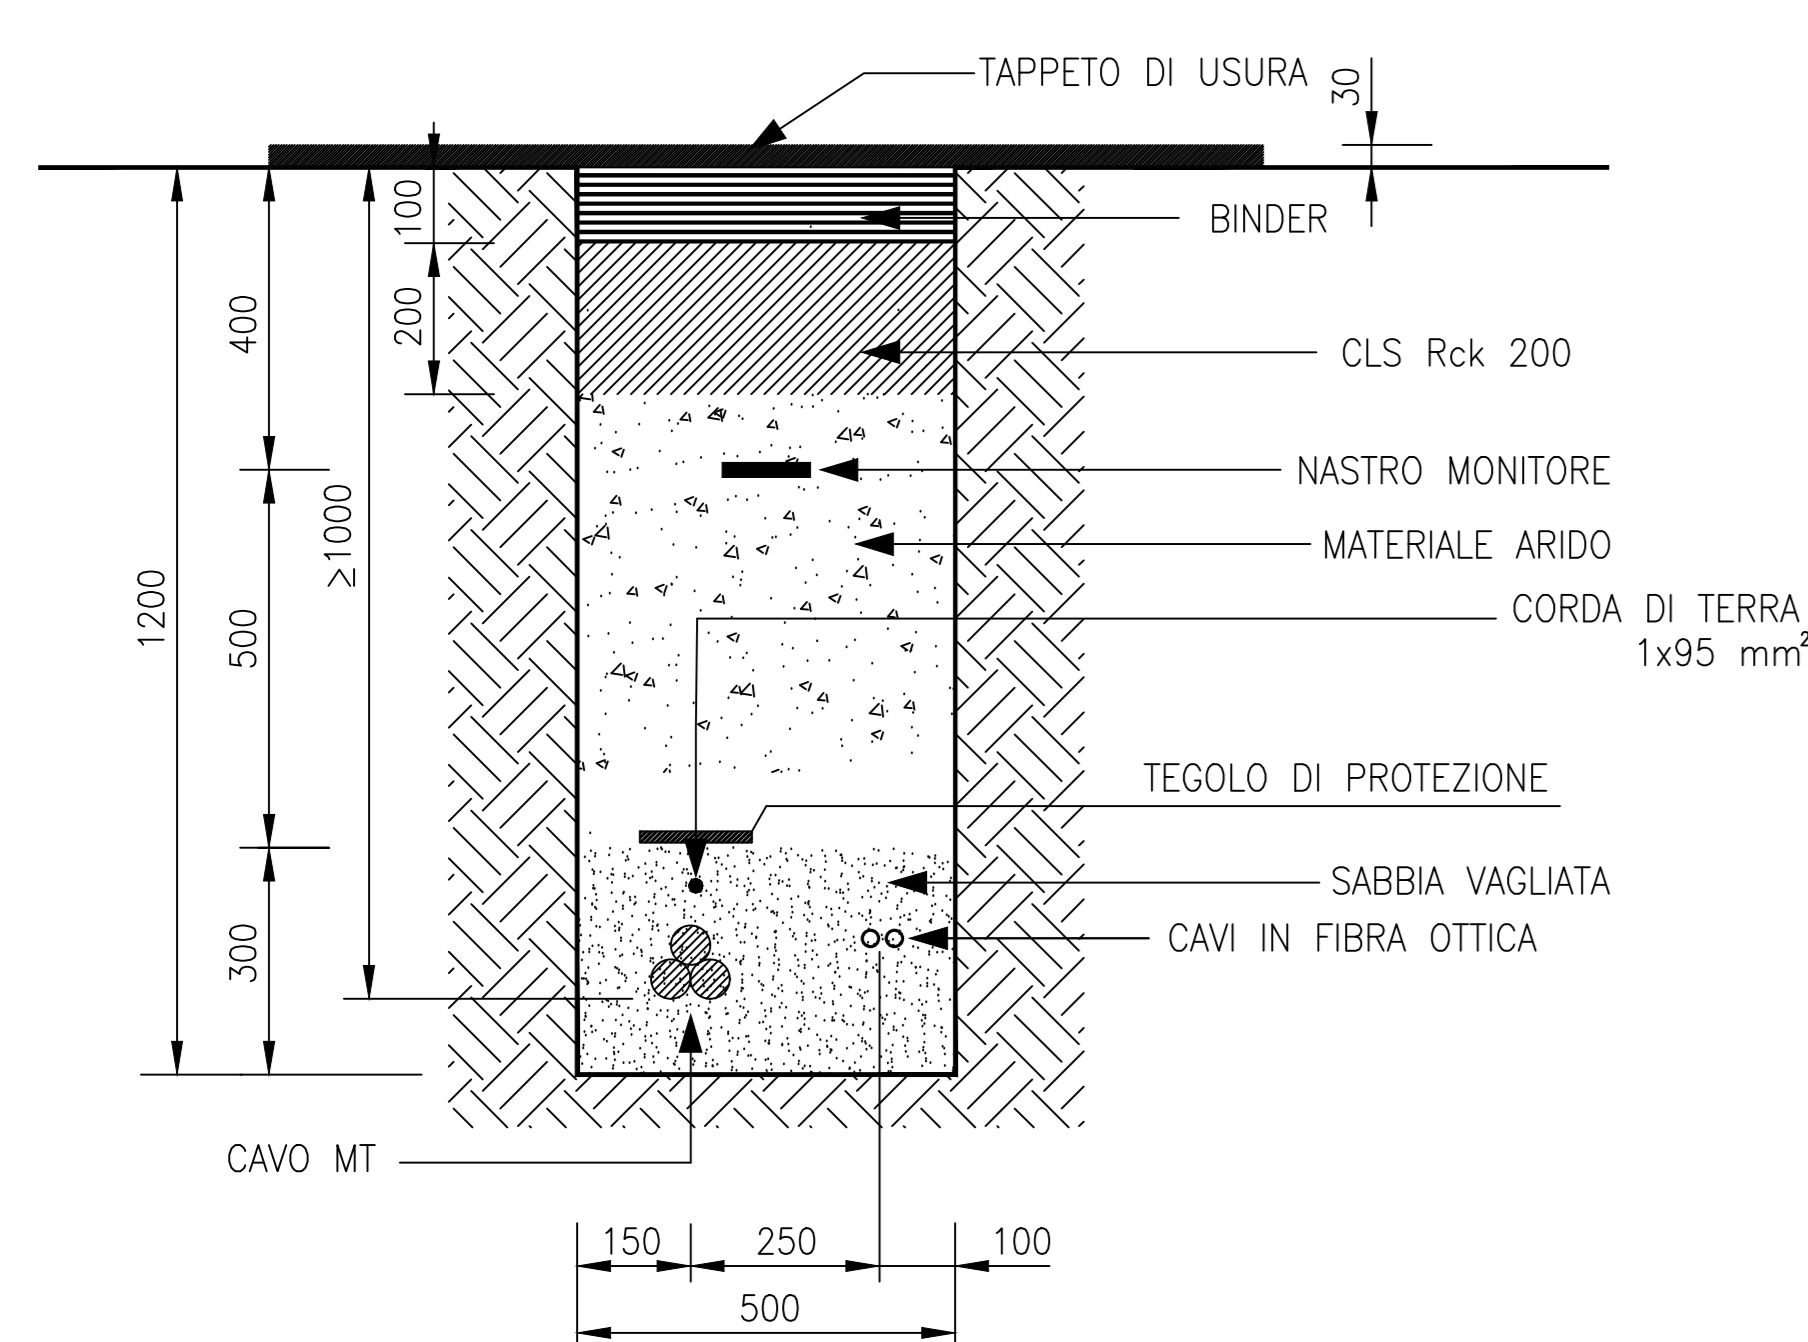 TAPPETO DI USURA
30
100
BINDER
200
400
CLS Rck 200
NASTRO MONITORE
≥1000
MATERIALE ARIDO
1200
500
CORDA DI TERRA
1x95 mm²
TEGOLO DI PROTEZIONE
SABBIA VAGLIATA
300
CAVI IN FIBRA OTTICA
CAVO MT
150
250
100
500